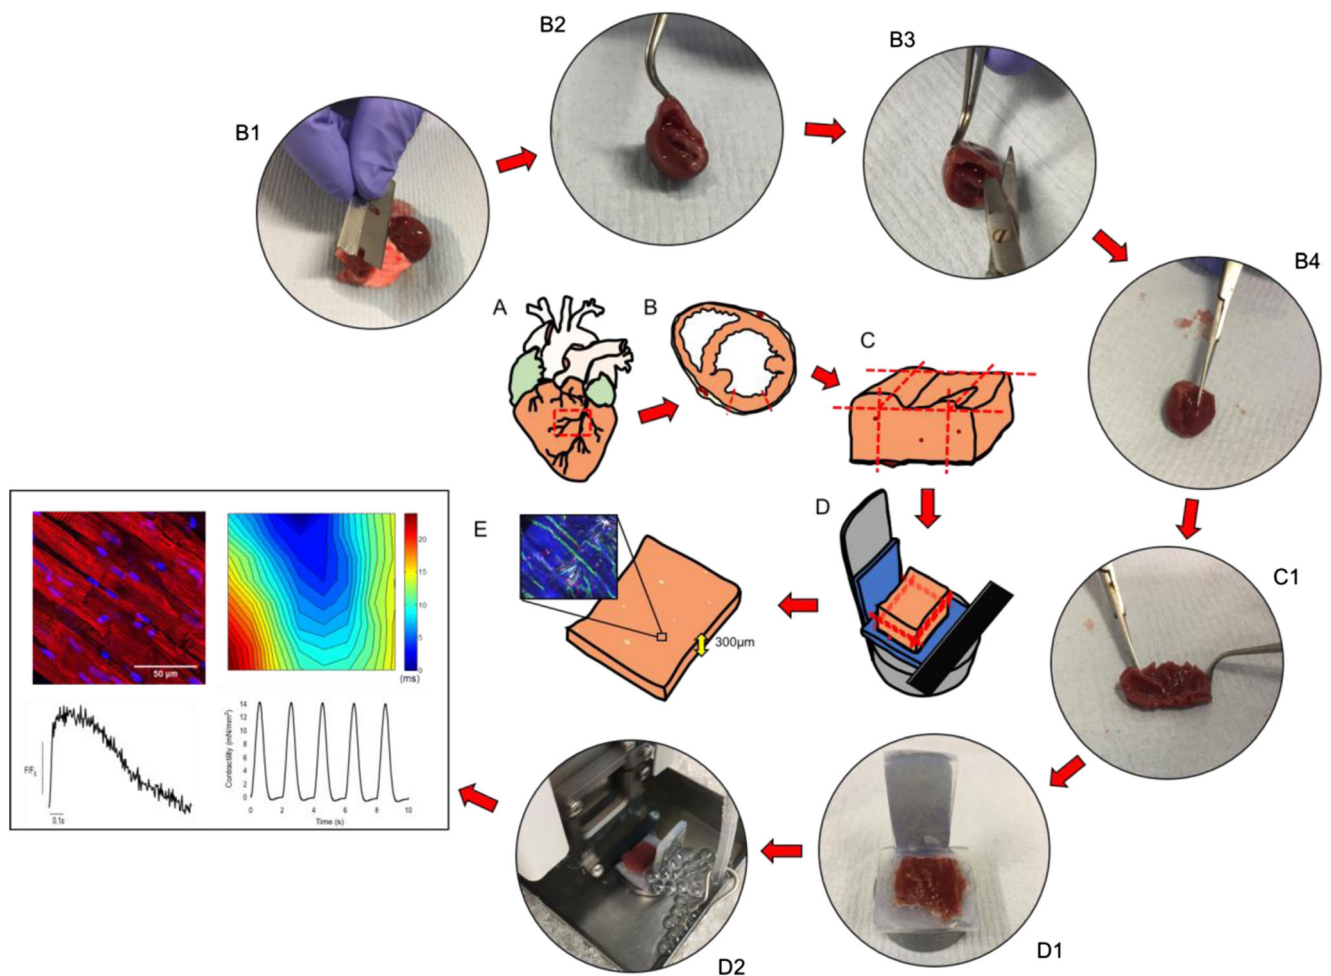 B2
B3
B1
B4
A
B
C
C1
D
E
300µm
50 µm
20
15
10
5
0
(ms)
F/F₀
0,1s
Contractility (mN/mm²)
14
12
10
8
6
4
2
0
0 2 4 6 8 10
Time (s)
D1
D2